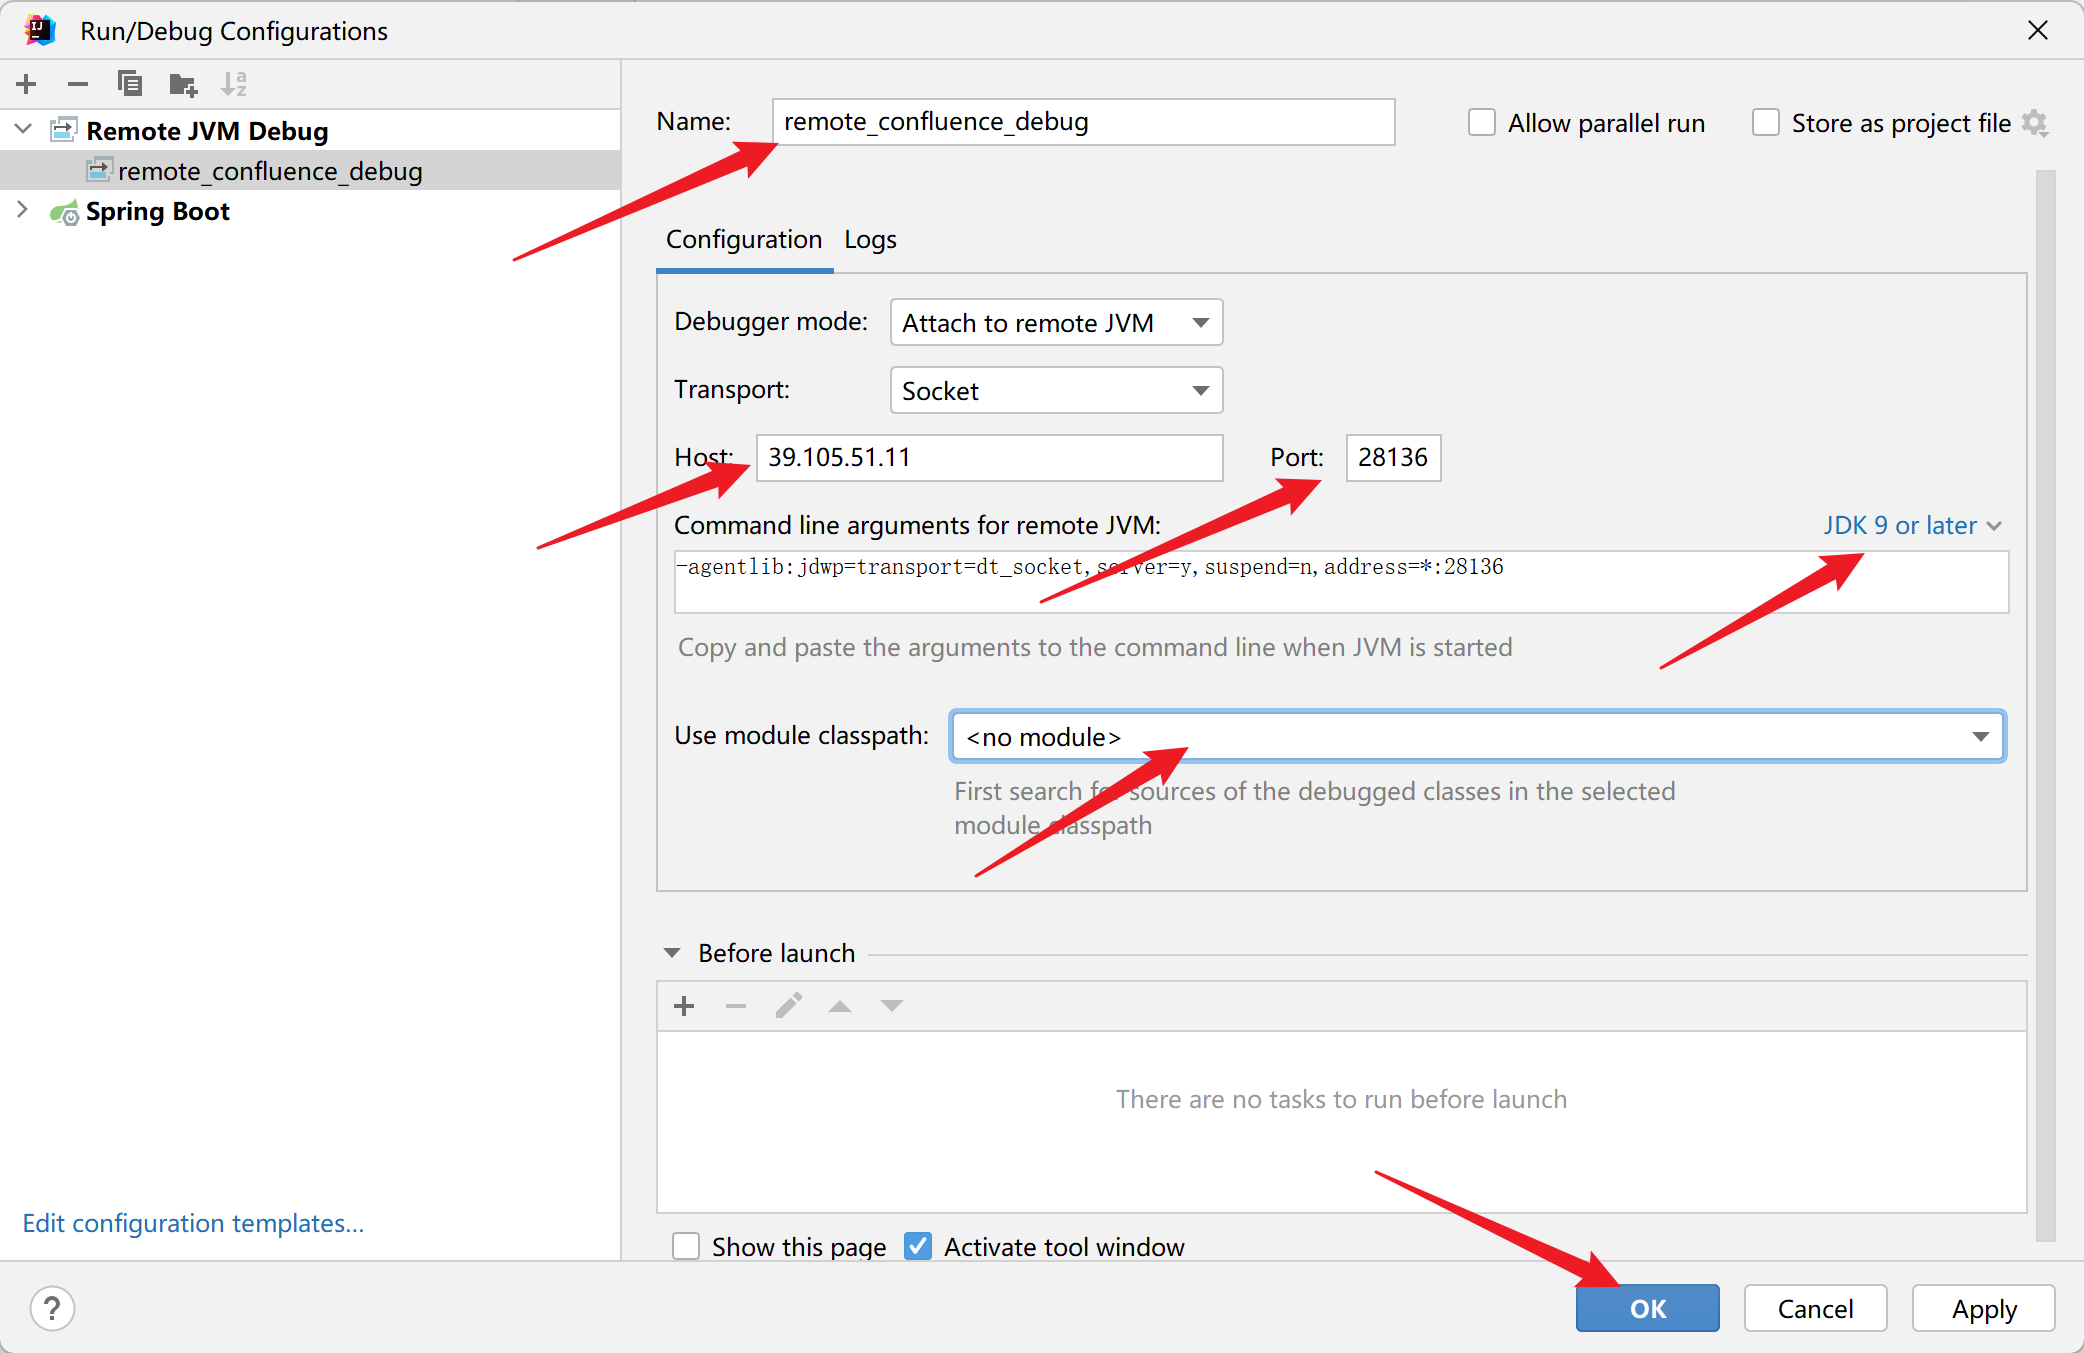 Run/Debug Configurations
Remote JVM Debug
remote_confluence_debug
Spring Boot
Edit configuration templates...
Name: remote_confluence_debug Allow parallel run Store as project file
Configuration Logs
Debugger mode: Attach to remote JVM
Transport: Socket
Host: 39.105.51.11 Port: 28136
Command line arguments for remote JVM: JDK 9 or later
-agentlib:jdwp=transport=dt_socket,server=y,suspend=n,address=*:28136
Copy and paste the arguments to the command line when JVM is started
Use module classpath: <no module>
First search for sources of the debugged classes in the selected
module classpath
Before launch
There are no tasks to run before launch
Show this page Activate tool window
? OK Cancel Apply